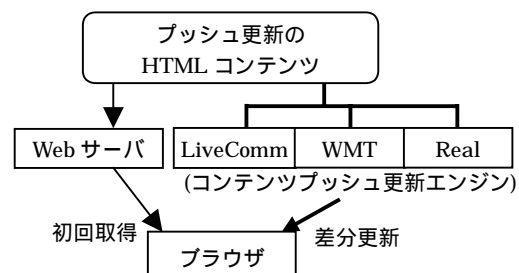 プッシュ更新の
HTML コンテンツ
Web サーバ
LiveComm
WMT
Real
(コンテンツプッシュ更新エンジン)
初回取得
差分更新
ブラウザ